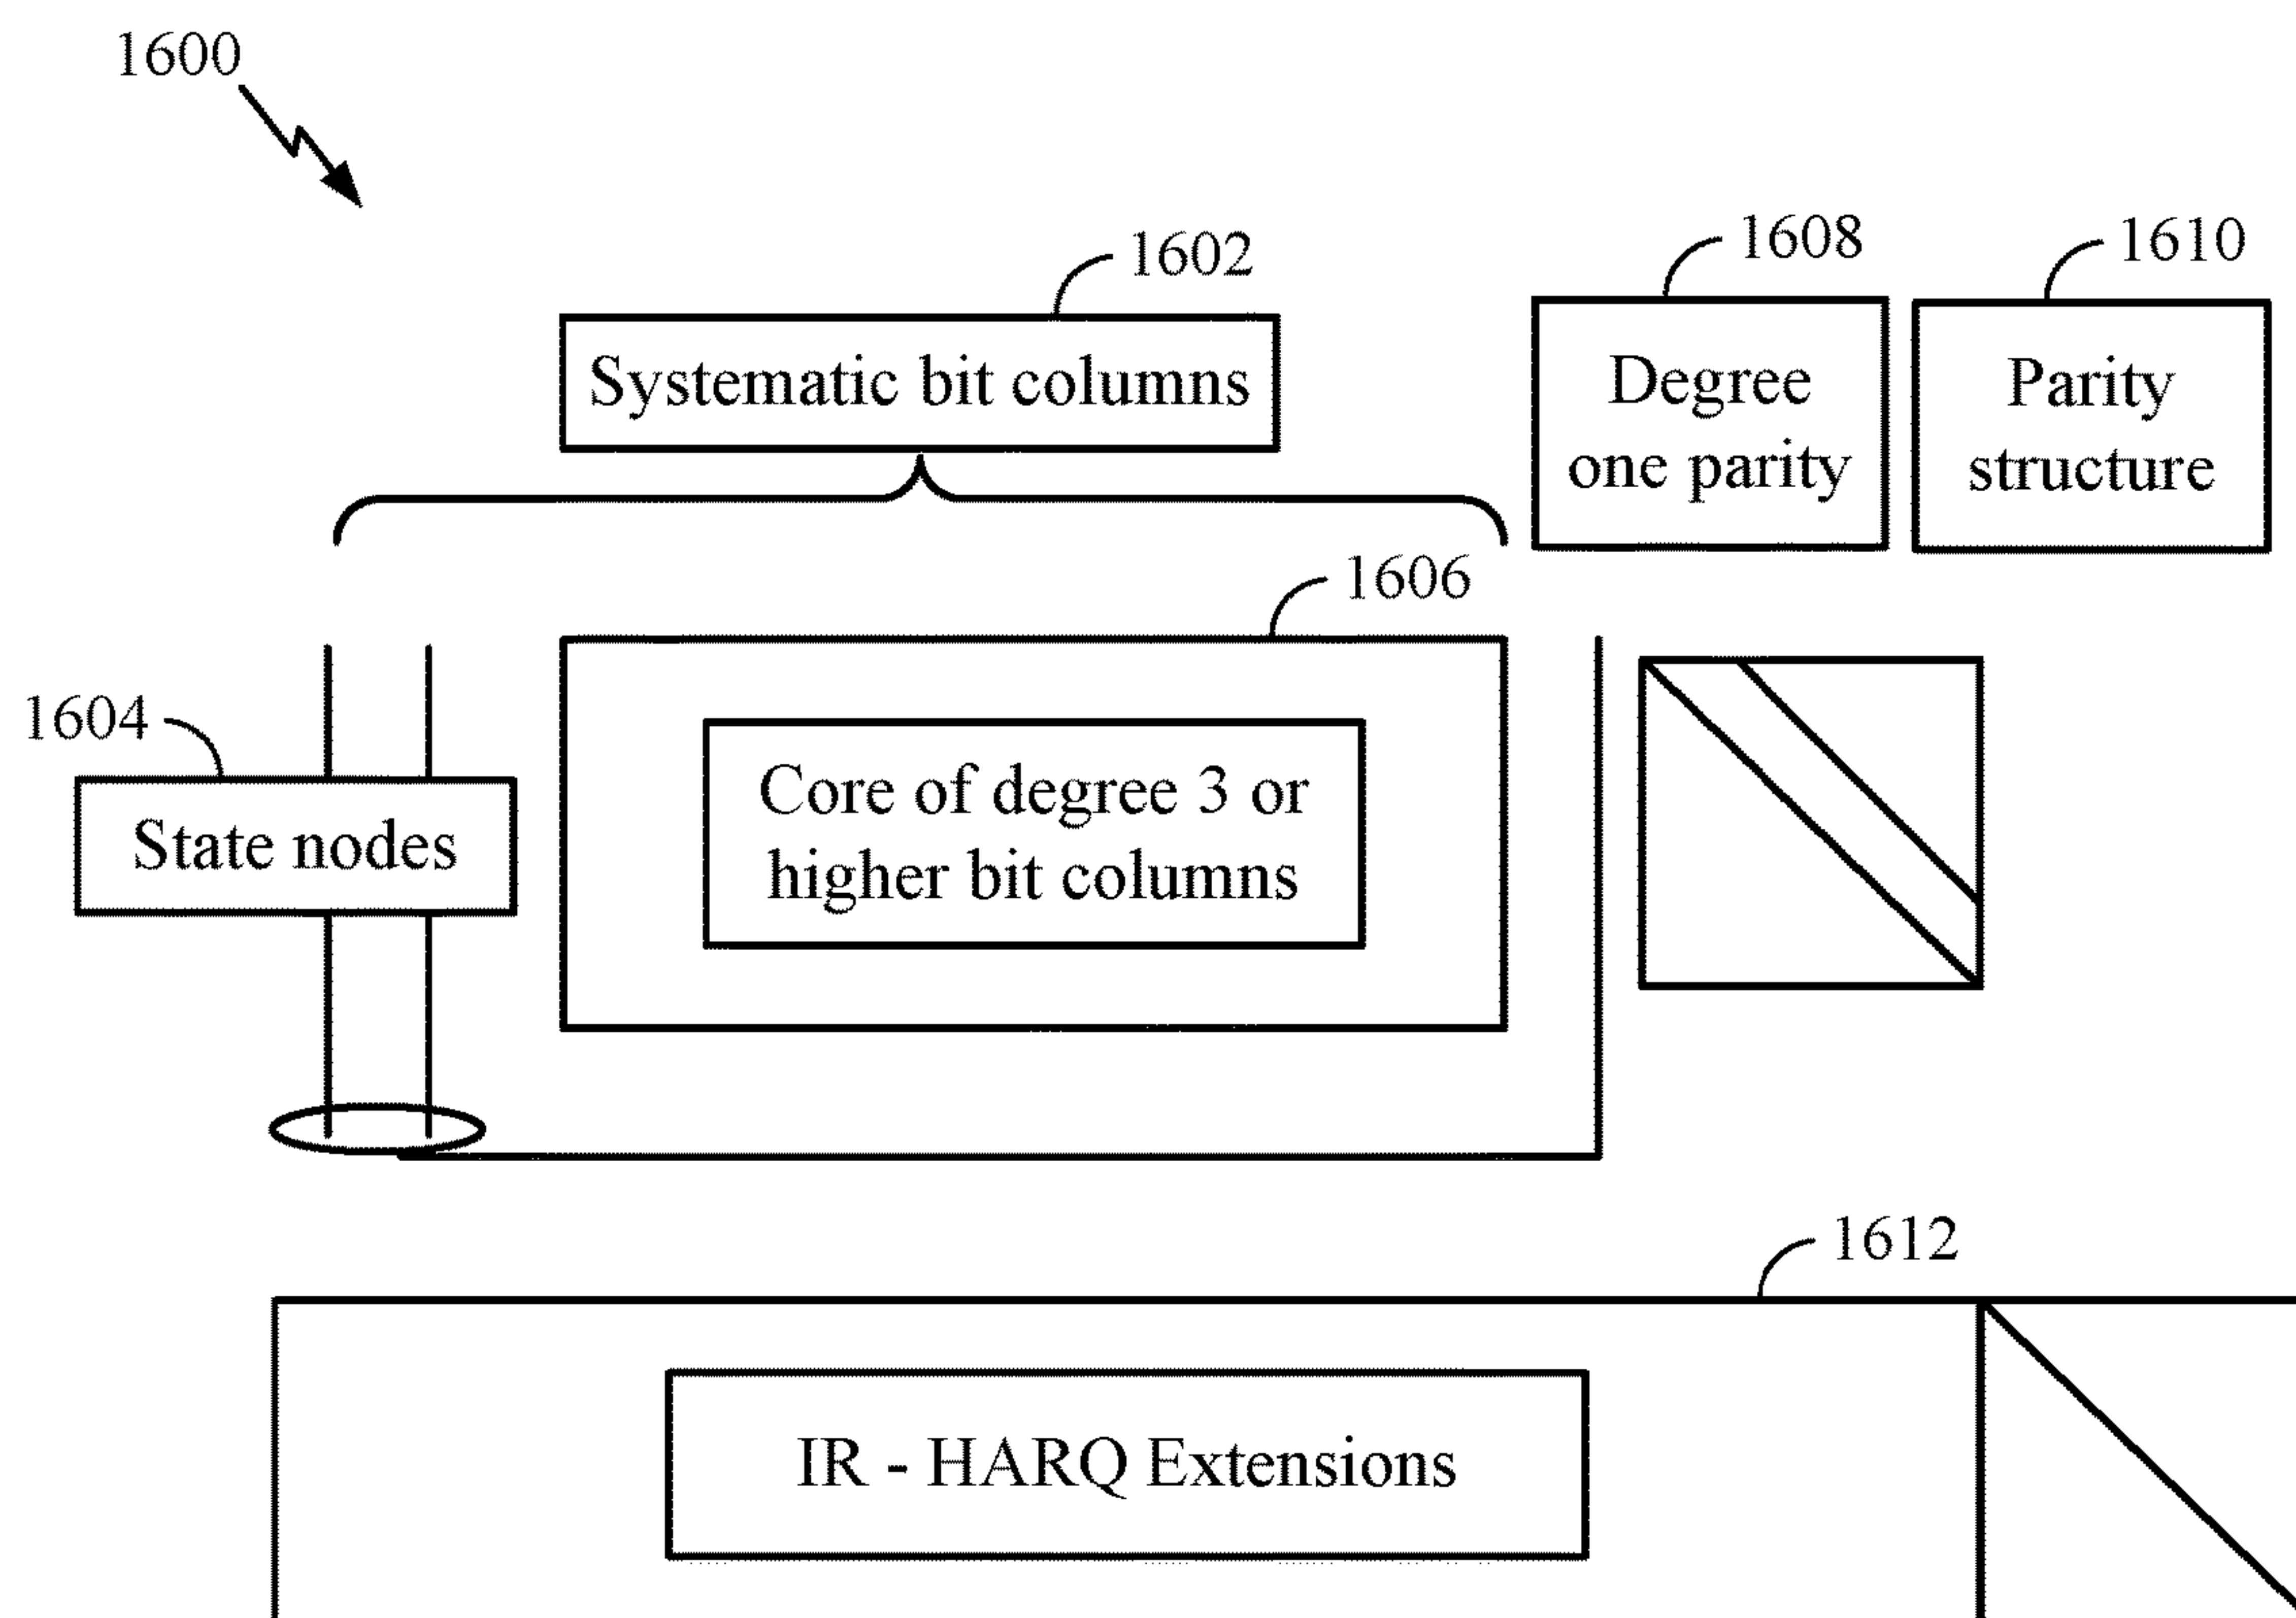 1600
1602
1608
1610
Systematic bit columns
Degree
one parity
Parity
structure
1606
1604
State nodes
Core of degree 3 or
higher bit columns
1612
IR - HARQ Extensions